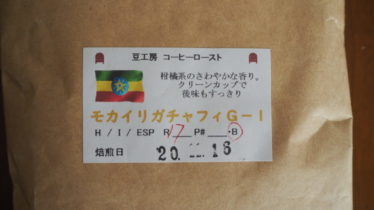 豆工房 コーヒーロースト
柑橘系のさわやかな香り。
クリーンカップで
後味もすっきり
モカイリガチャフィG－1
H / I / ESP R 17 P# ・B
焙煎日 20. 16